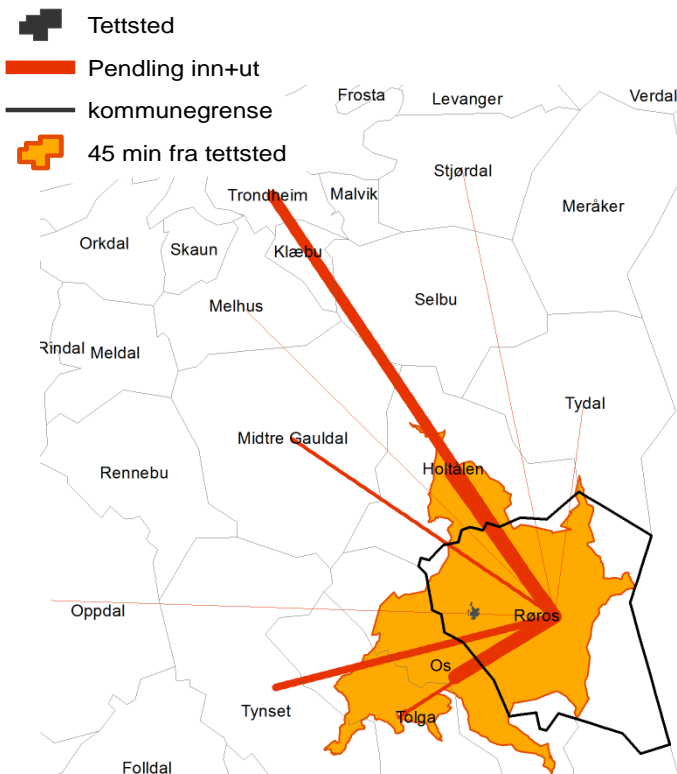 Tettsted
Pendling inn+ut
kommunegrense
45 min fra tettsted
Frosta
Levanger
Verdal
Stjørdal
Trondheim
Malvik
Meråker
Orkdal
Skaun
Klæbu
Selbu
Melhus
Rindal
Meldal
Tydal
Midtre Gauldal
Holtålen
Rennebu
Oppdal
Røros
Os
Tynset
Tolga
Folldal